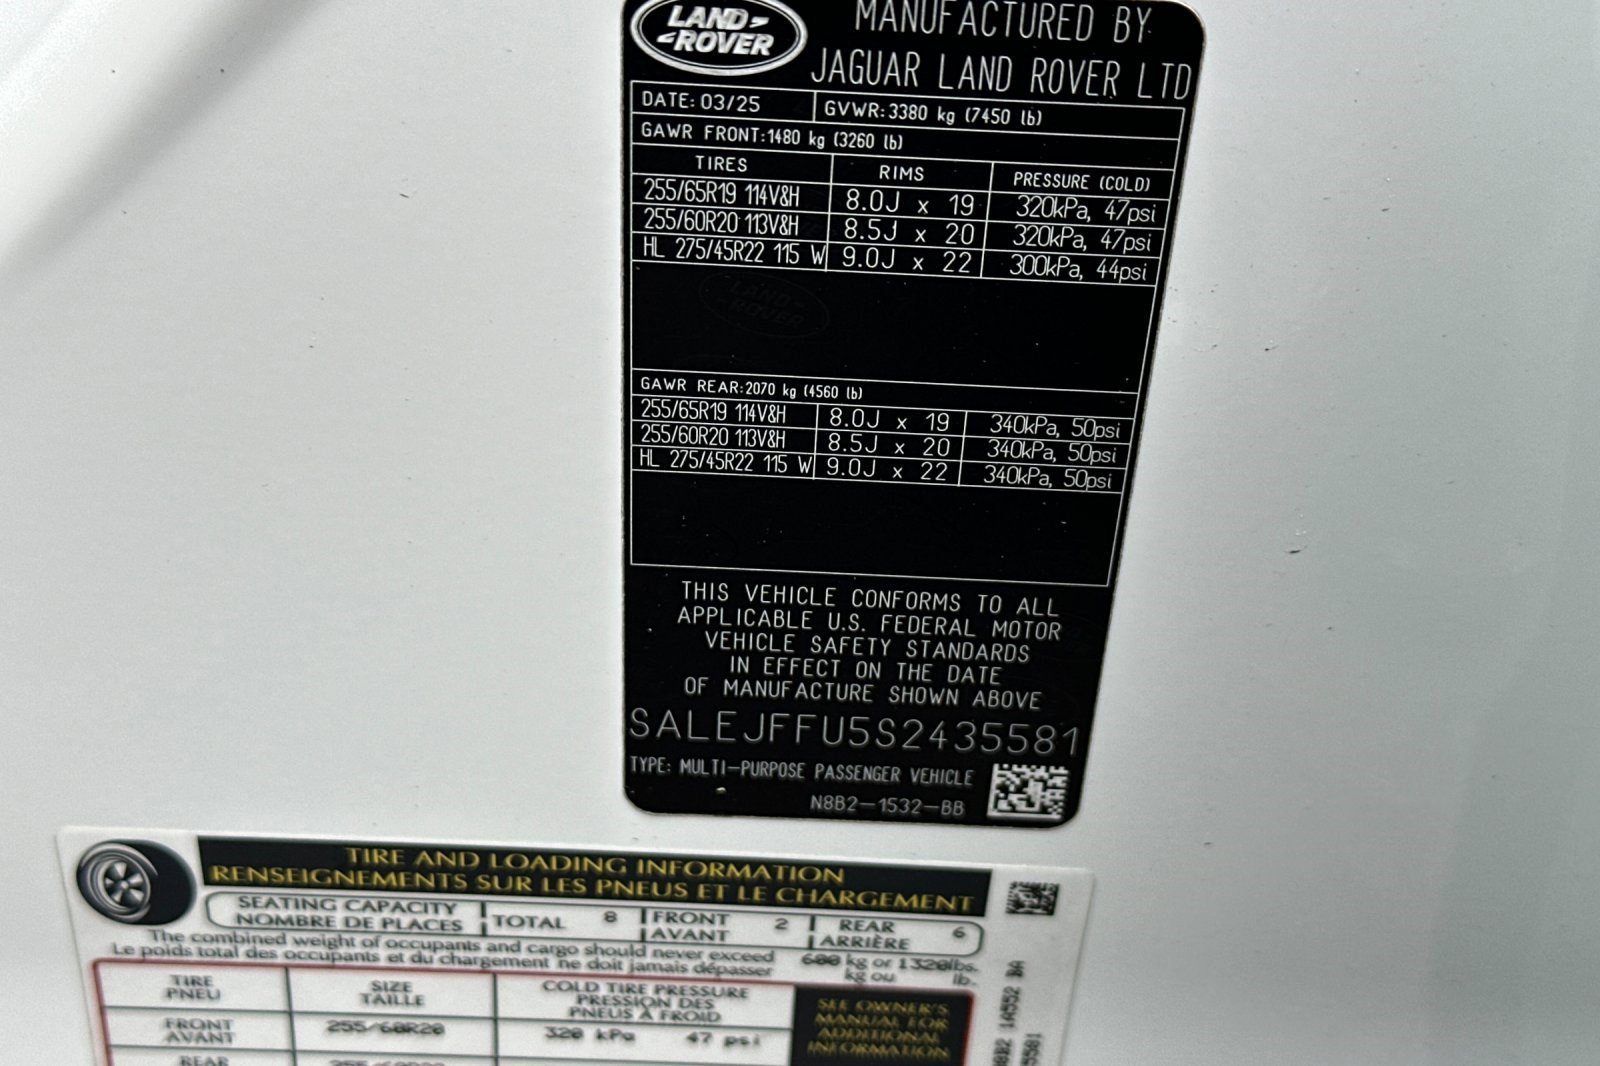 LAND-
ROVER
MANUFACTURED BY
JAGUAR LAND ROVER LTD
DATE: 03/25 GVWR:3380 kg (7450 lb)
GAWR FRONT:1480 kg (3260 lb)
TIRES RIMS PRESSURE (COLD)
255/65R19 114V&H 8.0J x 19 320kPa, 47psi
255/60R20 113V&H 8.5J x 20 320kPa, 47psi
HL 275/45R22 115 W 9.0J x 22 300kPa, 44psi
LAND-
ROVER
GAWR REAR:2070 kg (4560 lb)
255/65R19 114V&H 8.0J x 19 340kPa, 50psi
255/60R20 113V&H 8.5J x 20 340kPa, 50psi
HL 275/45R22 115 W 9.0J x 22 340kPa, 50psi
THIS VEHICLE CONFORMS TO ALL
APPLICABLE U.S. FEDERAL MOTOR
VEHICLE SAFETY STANDARDS
IN EFFECT ON THE DATE
OF MANUFACTURE SHOWN ABOVE
SALEJFFU5S2435581
TYPE: MULTI-PURPOSE PASSENGER VEHICLE
N8B2-1532-BB
TIRE AND LOADING INFORMATION
RENSEIGNEMENTS SUR LES PNEUS ET LE CHARGEMENT
SEATING CAPACITY
NOMBRE DE PLACES
TOTAL 8
FRONT
AVANT
2
REAR
ARRIÈRE
6
The combined weight of occupants and cargo should never exceed
Le poids total des occupants et du chargement ne doit jamais dépasser
600 kg or 1320lbs.
kg ou lb.
TIRE
PNEU
SIZE
TAILLE
COLD TIRE PRESSURE
PRESSION DES
PNEUS À FROID
SEE OWNER'S
MANUAL FOR
ADDITIONAL
INFORMATION
FRONT
AVANT
255/60R20
320 kPa 47 psi
REAR
8B2 1A552 BA
5581